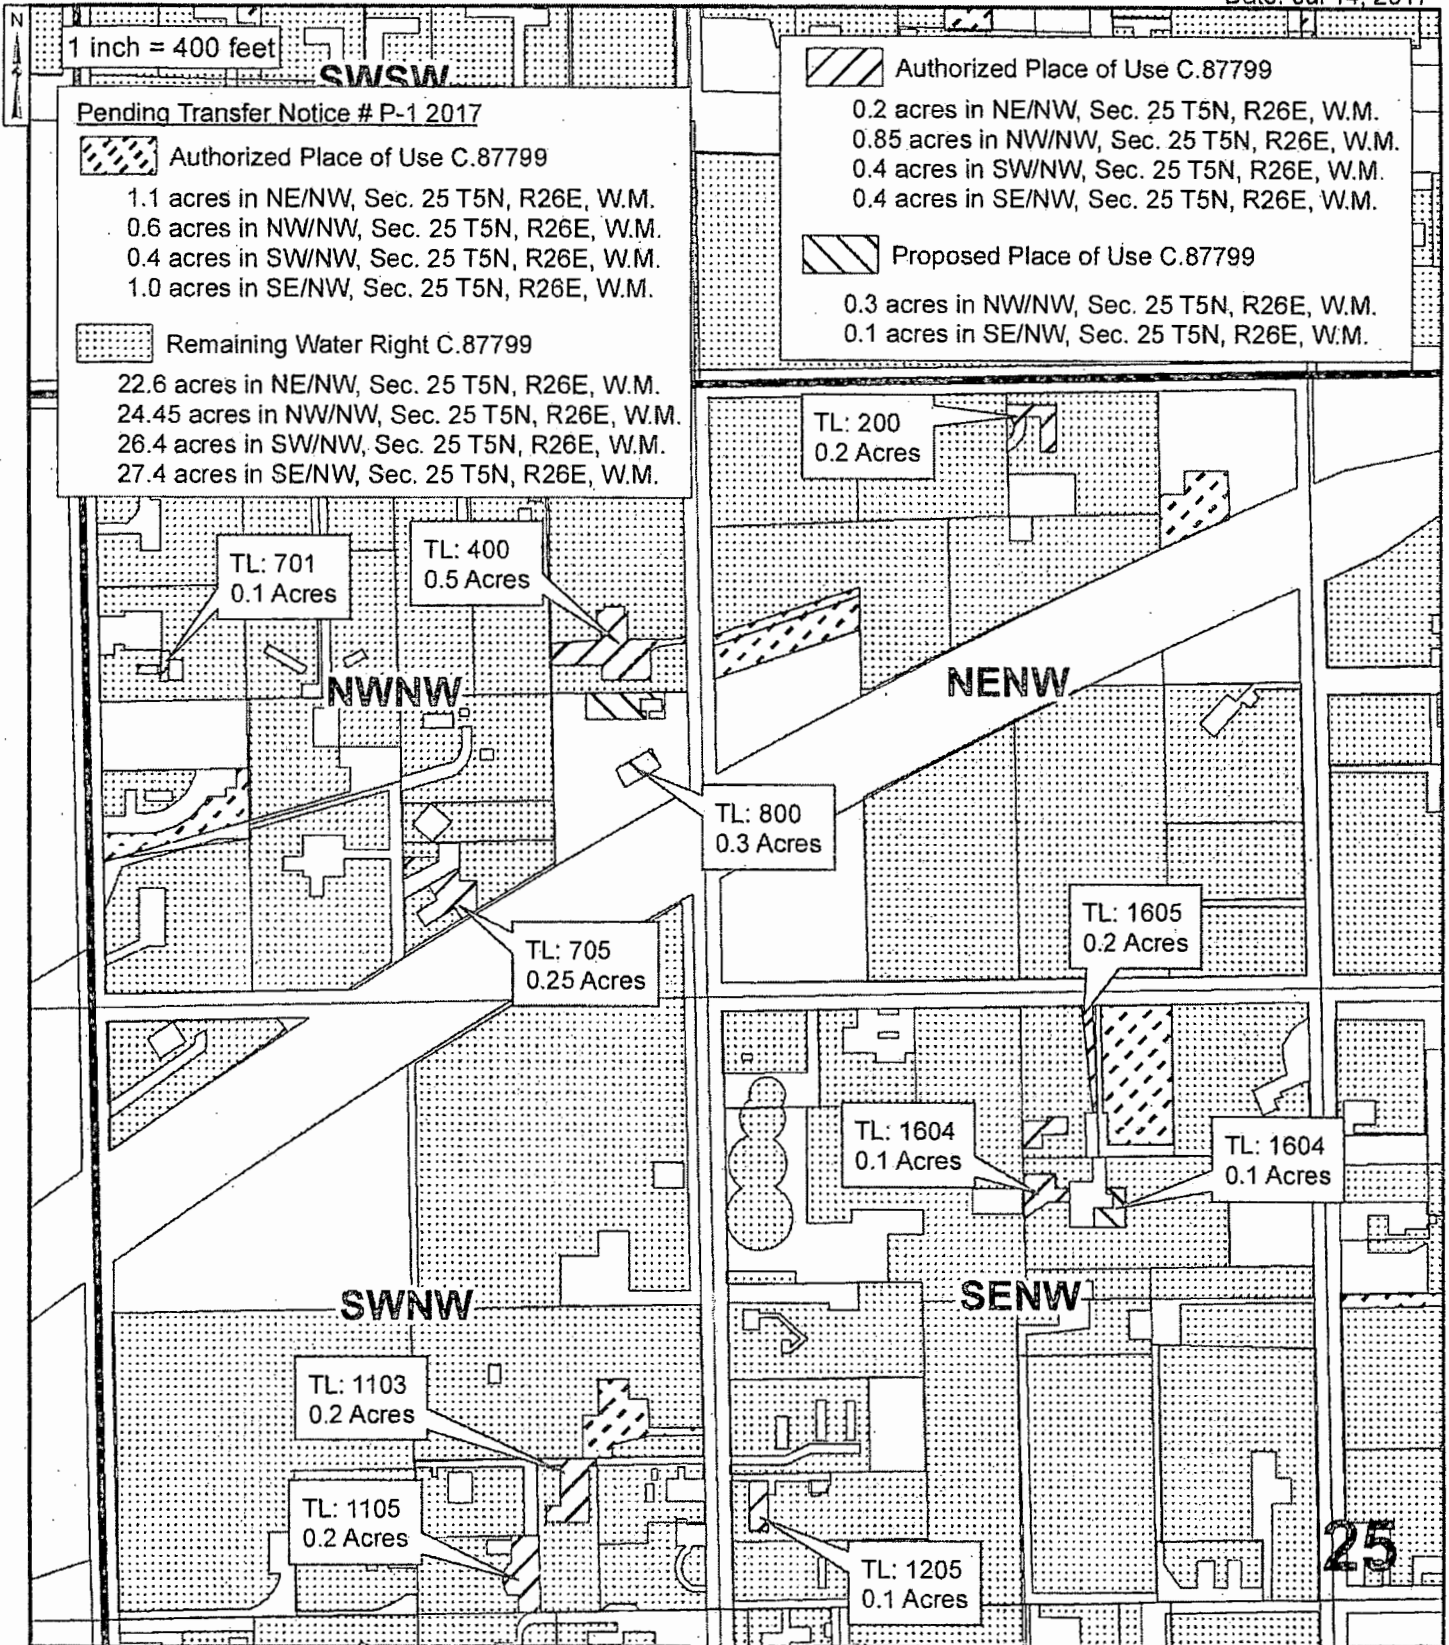 Date: Jul 14, 2017
N
1 inch = 400 feet
SWSW
Pending Transfer Notice # P-1 2017
Authorized Place of Use C.87799
1.1 acres in NE/NW, Sec. 25 T5N, R26E, W.M.
0.6 acres in NW/NW, Sec. 25 T5N, R26E, W.M.
0.4 acres in SW/NW, Sec. 25 T5N, R26E, W.M.
1.0 acres in SE/NW, Sec. 25 T5N, R26E, W.M.
Remaining Water Right C.87799
22.6 acres in NE/NW, Sec. 25 T5N, R26E, W.M.
24.45 acres in NW/NW, Sec. 25 T5N, R26E, W.M.
26.4 acres in SW/NW, Sec. 25 T5N, R26E, W.M.
27.4 acres in SE/NW, Sec. 25 T5N, R26E, W.M.
Authorized Place of Use C.87799
0.2 acres in NE/NW, Sec. 25 T5N, R26E, W.M.
0.85 acres in NW/NW, Sec. 25 T5N, R26E, W.M.
0.4 acres in SW/NW, Sec. 25 T5N, R26E, W.M.
0.4 acres in SE/NW, Sec. 25 T5N, R26E, W.M.
Proposed Place of Use C.87799
0.3 acres in NW/NW, Sec. 25 T5N, R26E, W.M.
0.1 acres in SE/NW, Sec. 25 T5N, R26E, W.M.
TL: 200
0.2 Acres
TL: 701
0.1 Acres
TL: 400
0.5 Acres
NWNW
NENW
TL: 800
0.3 Acres
TL: 705
0.25 Acres
TL: 1605
0.2 Acres
TL: 1604
0.1 Acres
TL: 1604
0.1 Acres
SWNW
SENW
TL: 1103
0.2 Acres
TL: 1105
0.2 Acres
TL: 1205
0.1 Acres
25